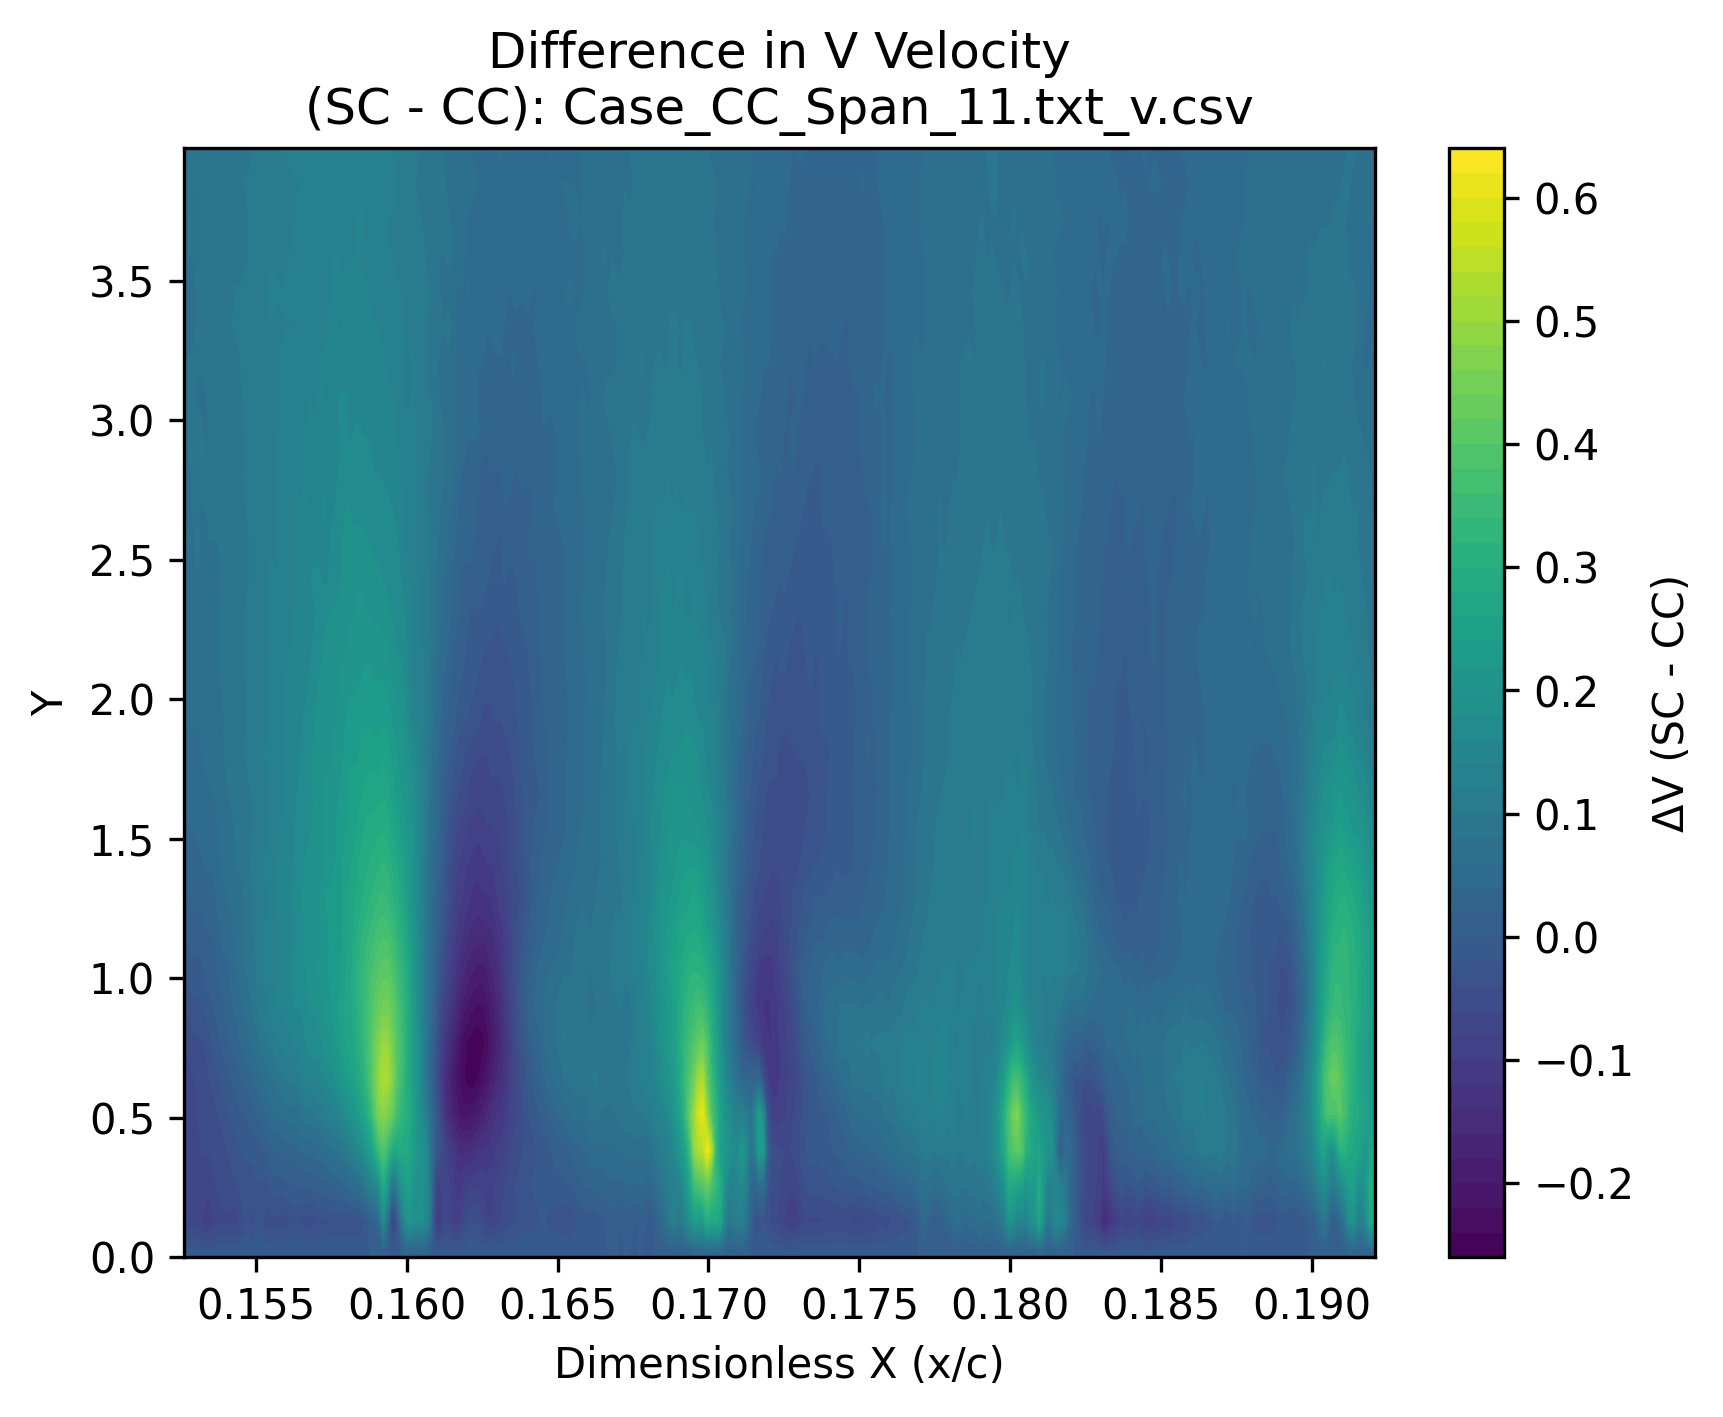 Difference in V Velocity
(SC - CC): Case_CC_Span_11.txt_v.csv
Y
3.5
3.0
2.5
2.0
1.5
1.0
0.5
0.0
0.155 0.160 0.165 0.170 0.175 0.180 0.185 0.190
Dimensionless X (x/c)
0.6
0.5
0.4
0.3
0.2
0.1
0.0
−0.1
−0.2
ΔV (SC - CC)